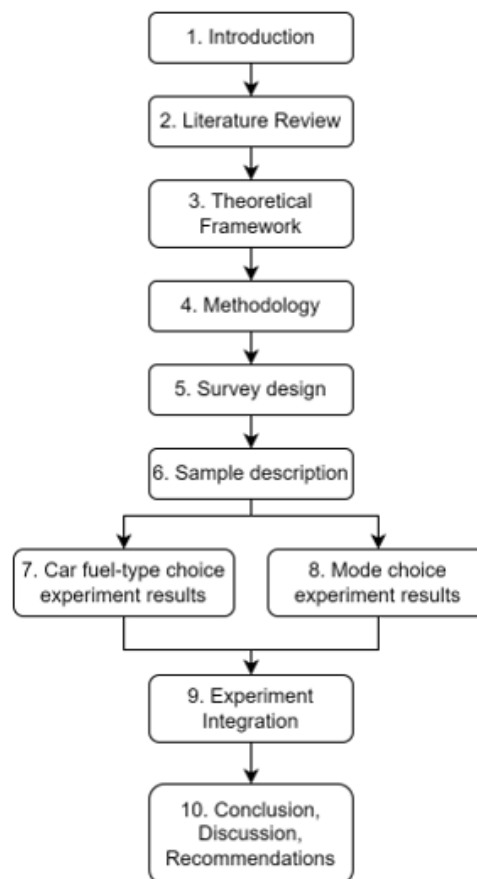 1. Introduction
2. Literature Review
3. Theoretical
Framework
4. Methodology
5. Survey design
6. Sample description
7. Car fuel-type choice
experiment results
8. Mode choice
experiment results
9. Experiment
Integration
10. Conclusion,
Discussion,
Recommendations